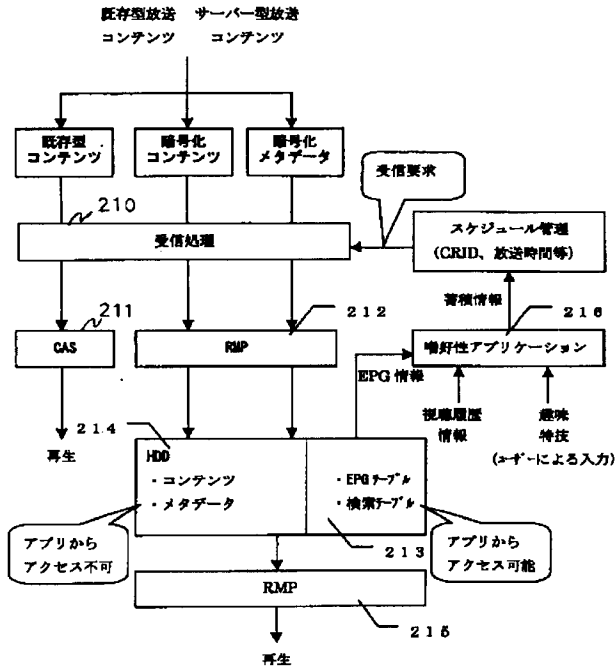 既存型放送 サーバー型放送
コンテンツ コンテンツ
既存型
コンテンツ
暗号化
コンテンツ
暗号化
メタデータ
受信要求
210
受信処理
スケジュール管理
(CRID、放送時間等)
蓄積情報
211
CAS
212
RMP
216
嗜好性アプリケーション
EPG 情報
視聴履歴
情報
趣味
特技
(ユーザーによる入力)
再生
214
HDD
・コンテンツ
・メタデータ
・EPGテーブル
・検索テーブル
213
アプリから
アクセス不可
アプリから
アクセス可能
RMP
215
再生